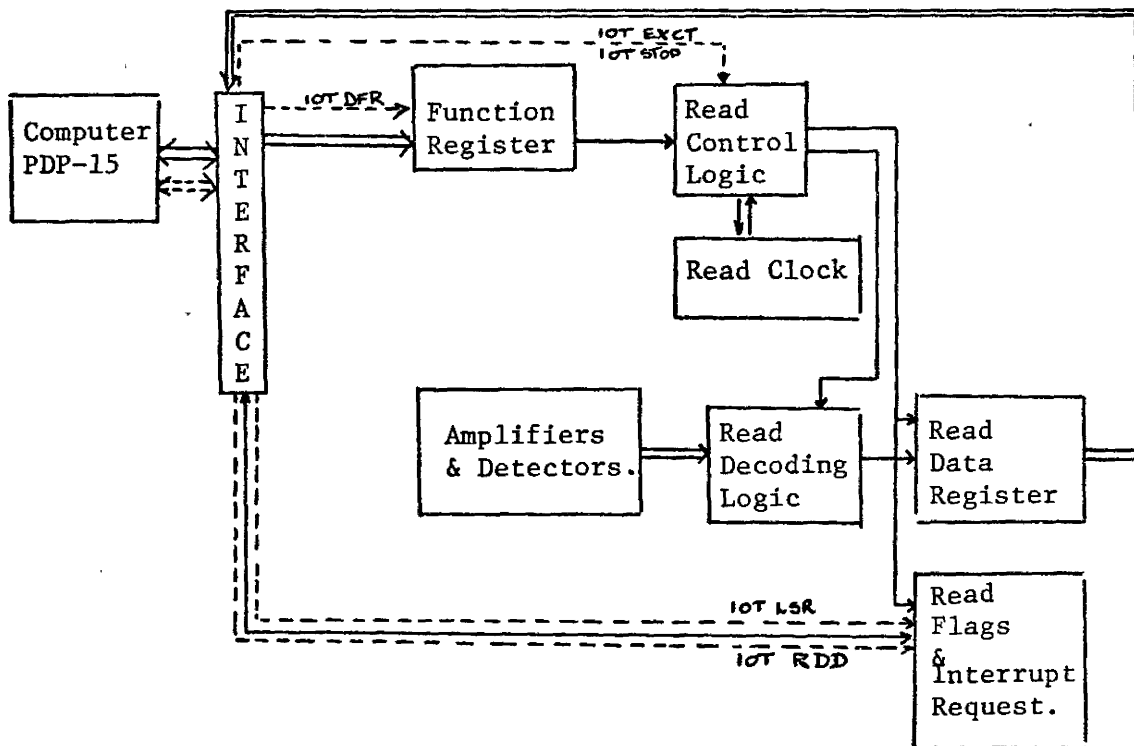 IOT EXCT
IOT STOP
Computer
PDP-15
I
N
T
E
R
F
A
C
E
IOT DFR
Function
Register
Read
Control
Logic
Read Clock
Amplifiers
& Detectors.
Read
Decoding
Logic
Read
Data
Register
IOT LSR
IOT RDD
Read
Flags
&
Interrupt
Request.